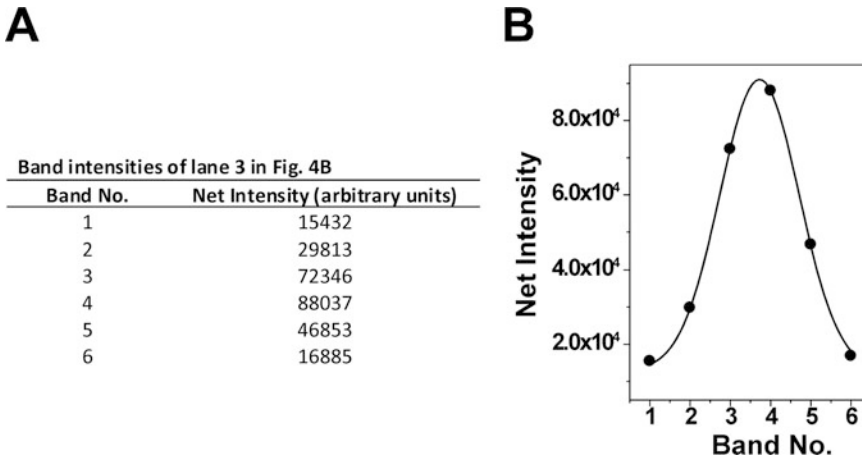 A
B
Band intensities of lane 3 in Fig. 4B
Band No. Net Intensity (arbitrary units)
1 15432
2 29813
3 72346
4 88037
5 46853
6 16885
Net Intensity
8.0x10⁴
6.0x10⁴
4.0x10⁴
2.0x10⁴
1 2 3 4 5 6
Band No.